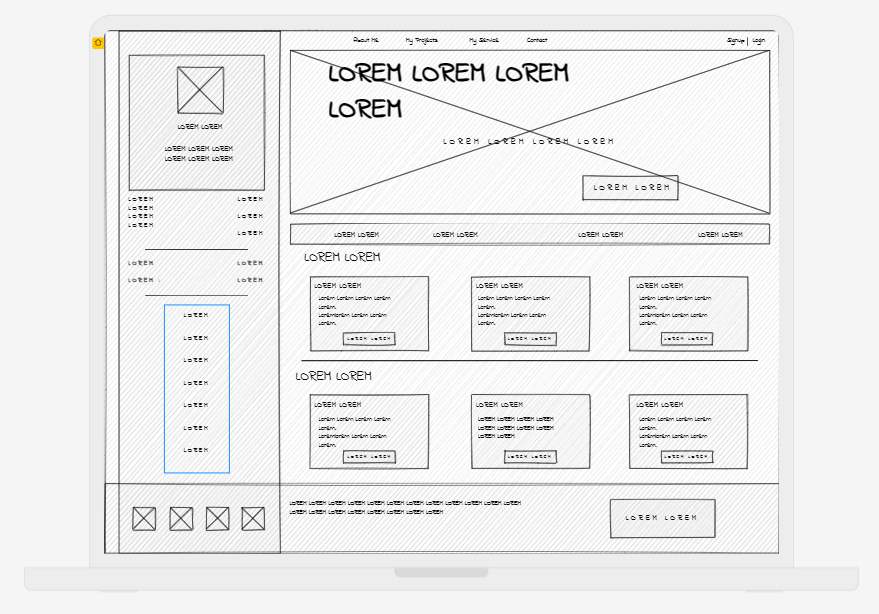 About Me My Projects My Service Contact Signup Login
LOREM LOREM
LOREM LOREM LOREM
LOREM LOREM LOREM
LOREM LOREM
LOREM
LOREM LOREM
LOREM
LOREM
LOREM LOREM
LOREM LOREM
LOREM
LOREM
LOREM
LOREM
LOREM
LOREM
LOREM
LOREM LOREM LOREM
LOREM
LOREM LOREM LOREM LOREM
LOREM LOREM
LOREM LOREM LOREM LOREM LOREM LOREM LOREM LOREM
LOREM LOREM
LOREM LOREM
Lorem Lorem Lorem Lorem
Lorem.
LoremLorem Lorem Lorem
Lorem.
LOREM LOREM
LOREM LOREM
Lorem Lorem Lorem Lorem
Lorem.
LoremLorem Lorem Lorem
Lorem.
LOREM LOREM
LOREM LOREM
Lorem Lorem Lorem Lorem
Lorem.
LoremLorem Lorem Lorem
Lorem.
LOREM LOREM
LOREM LOREM
LOREM LOREM
Lorem Lorem Lorem Lorem
Lorem.
LoremLorem Lorem Lorem
Lorem.
LOREM LOREM
LOREM LOREM
LOREM LOREM LOREM LOREM
LOREM LOREM LOREM LOREM
LOREM LOREM
LOREM LOREM
LOREM LOREM
Lorem Lorem Lorem Lorem
Lorem.
LoremLorem Lorem Lorem
Lorem.
LOREM LOREM
LOREM LOREM LOREM LOREM LOREM LOREM LOREM LOREM LOREM LOREM LOREM LOREM
LOREM LOREM LOREM LOREM LOREM LOREM LOREM LOREM
LOREM LOREM